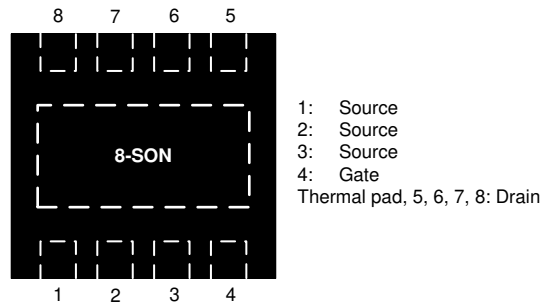 8 7 6 5
8-SON
1: Source
2: Source
3: Source
4: Gate
Thermal pad, 5, 6, 7, 8: Drain
1 2 3 4